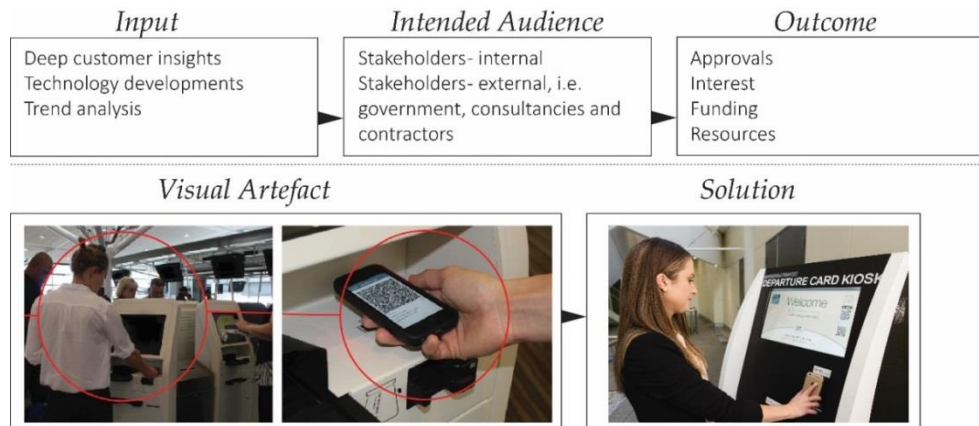 Input
Deep customer insights
Technology developments
Trend analysis
Intended Audience
Stakeholders- internal
Stakeholders- external, i.e.
government, consultancies and
contractors
Outcome
Approvals
Interest
Funding
Resources
Visual Artefact
Solution
DEPARTURE CARD KIOSK
Welcome